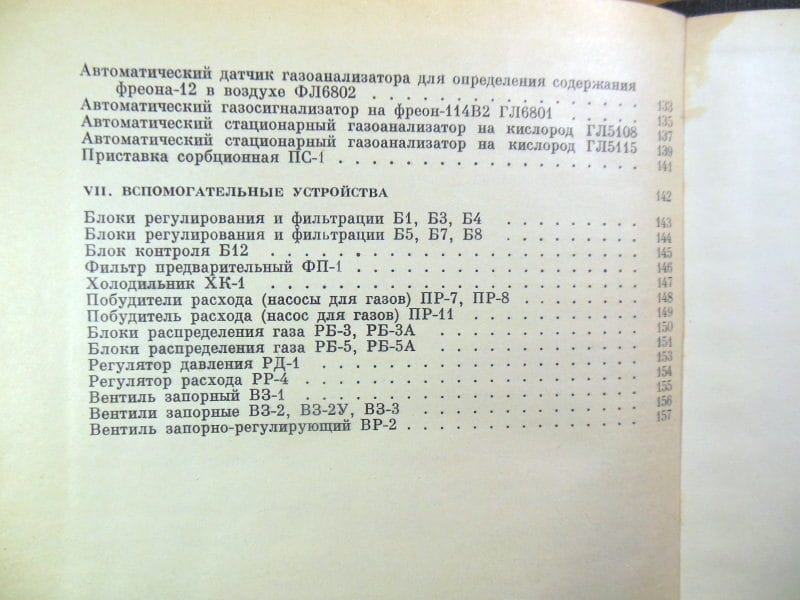 Автоматический датчик газоанализатора для определения содержания
фреона-12 в воздухе ФЛ6802 . . . . . . . . . . . 133
Автоматический газосигнализатор на фреон-114В2 ГЛ6801 . . . 135
Автоматический стационарный газоанализатор на кислород ГЛ5108 137
Автоматический стационарный газоанализатор на кислород ГЛ5115 139
Приставка сорбционная ПС-1 . . . . . . . . . . . . . 141
VII. ВСПОМОГАТЕЛЬНЫЕ УСТРОЙСТВА 142
Блоки регулирования и фильтрации Б1, Б3, Б4 . . . . . . 143
Блоки регулирования и фильтрации Б5, Б7, Б8 . . . . . . 144
Блок контроля Б12 . . . . . . . . . . . . . . . 145
Фильтр предварительный ФП-1 . . . . . . . . . . . . 146
Холодильник ХК-1 . . . . . . . . . . . . . . . 147
Побудители расхода (насосы для газов) ПР-7, ПР-8 . . . . . 148
Побудитель расхода (насос для газов) ПР-11 . . . . . . . 149
Блоки распределения газа РБ-3, РБ-3А . . . . . . . . 150
Блоки распределения газа РБ-5, РБ-5А . . . . . . . . 151
Регулятор давления РД-1 . . . . . . . . . . . . . 153
Регулятор расхода РР-4 . . . . . . . . . . . . . 154
Вентиль запорный ВЗ-1 . . . . . . . . . . . . . . 155
Вентили запорные ВЗ-2, ВЗ-2У, ВЗ-3 . . . . . . . . . 156
Вентиль запорно-регулирующий ВР-2 . . . . . . . . . 157